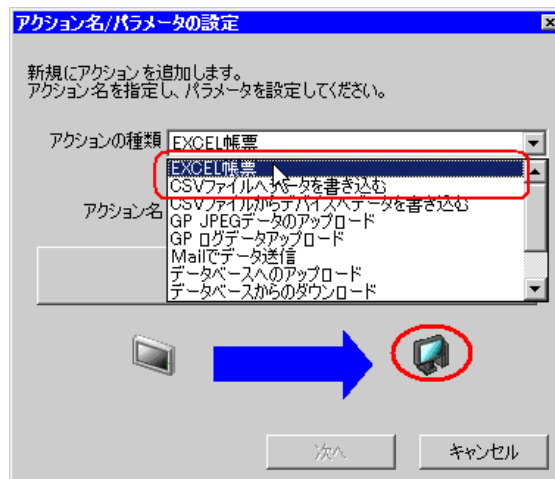 アクション名/パラメータの設定
新規にアクションを追加します。
アクション名を指定し、パラメータを設定してください。
アクションの種類 EXCEL帳票
EXCEL帳票
CSVファイルへデータを書き込む
アクション名 CSVファイルからデバイスへデータを書き込む
GP JPEGデータのアップロード
GP ログデータアップロード
Mailでデータ送信
データベースへのアップロード
データベースからのダウンロード
次へ キャンセル